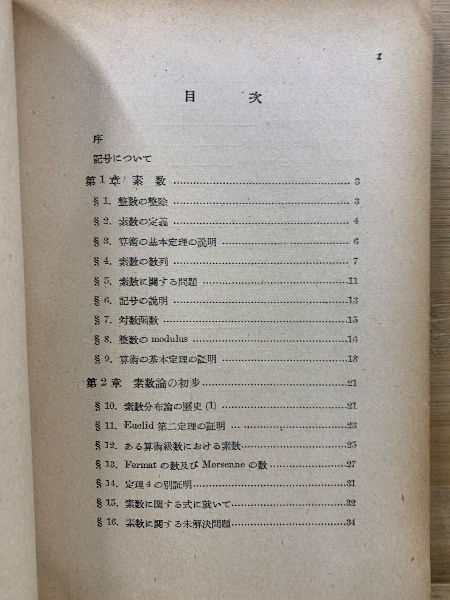 1
目 次
序
記号について
第1章 素数 ........ 3
§ 1. 整数の整除 ........ 3
§ 2. 素数の定義 ........ 4
§ 3. 算術の基本定理の説明 ........ 6
§ 4. 素数の数列 ........ 7
§ 5. 素数に関する問題 ........ 11
§ 6. 記号の説明 ........ 13
§ 7. 対数函数 ........ 15
§ 8. 整数の modulus ........ 16
§ 9. 算術の基本定理の証明 ........ 18
第2章 素数論の初歩 ........ 21
§ 10. 素数分布論の歴史 (1) ........ 21
§ 11. Euclid 第二定理の証明 ........ 23
§ 12. ある算術級数における素数 ........ 25
§ 13. Fermat の数及び Mersenne の数 ........ 27
§ 14. 定理4の別証明 ........ 31
§ 15. 素数に関する式に就いて ........ 32
§ 16. 素数に関する未解決問題 ........ 34